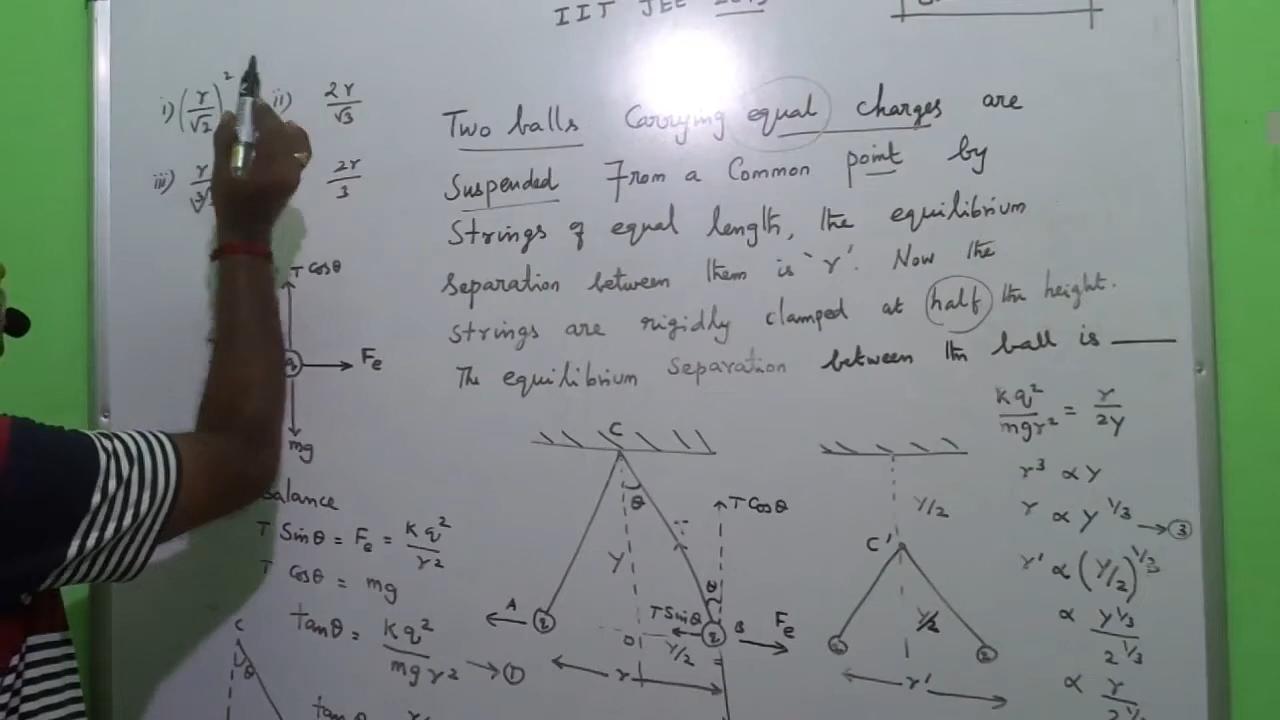 IIT JEE 2013
i) (r/√2)² ii) 2r/√3
iii) 2r/3
Two balls Carrying equal charges are
Suspended From a Common point by
Strings of equal length, the equilibrium
Separation between them is 'r'. Now the
Strings are rigidly clamped at half the height.
The equilibrium Separation between the ball is ___
T Cosθ
Fe
mg
Balance
T Sinθ = Fe = kq²/r²
T Cosθ = mg
tanθ = kq²/mgr² → ①
C
θ
tanθ
C
θ
Y
T Cosθ
θ
A
q
T Sinθ
q
B
Fe
O
r
Y/2
C'
Y/2
r'
kq²/mgr² = r/2y
r³ ∝ y
r ∝ y^1/3 → ③
r' ∝ (y/2)^1/3
∝ y^1/3/2^1/3
∝